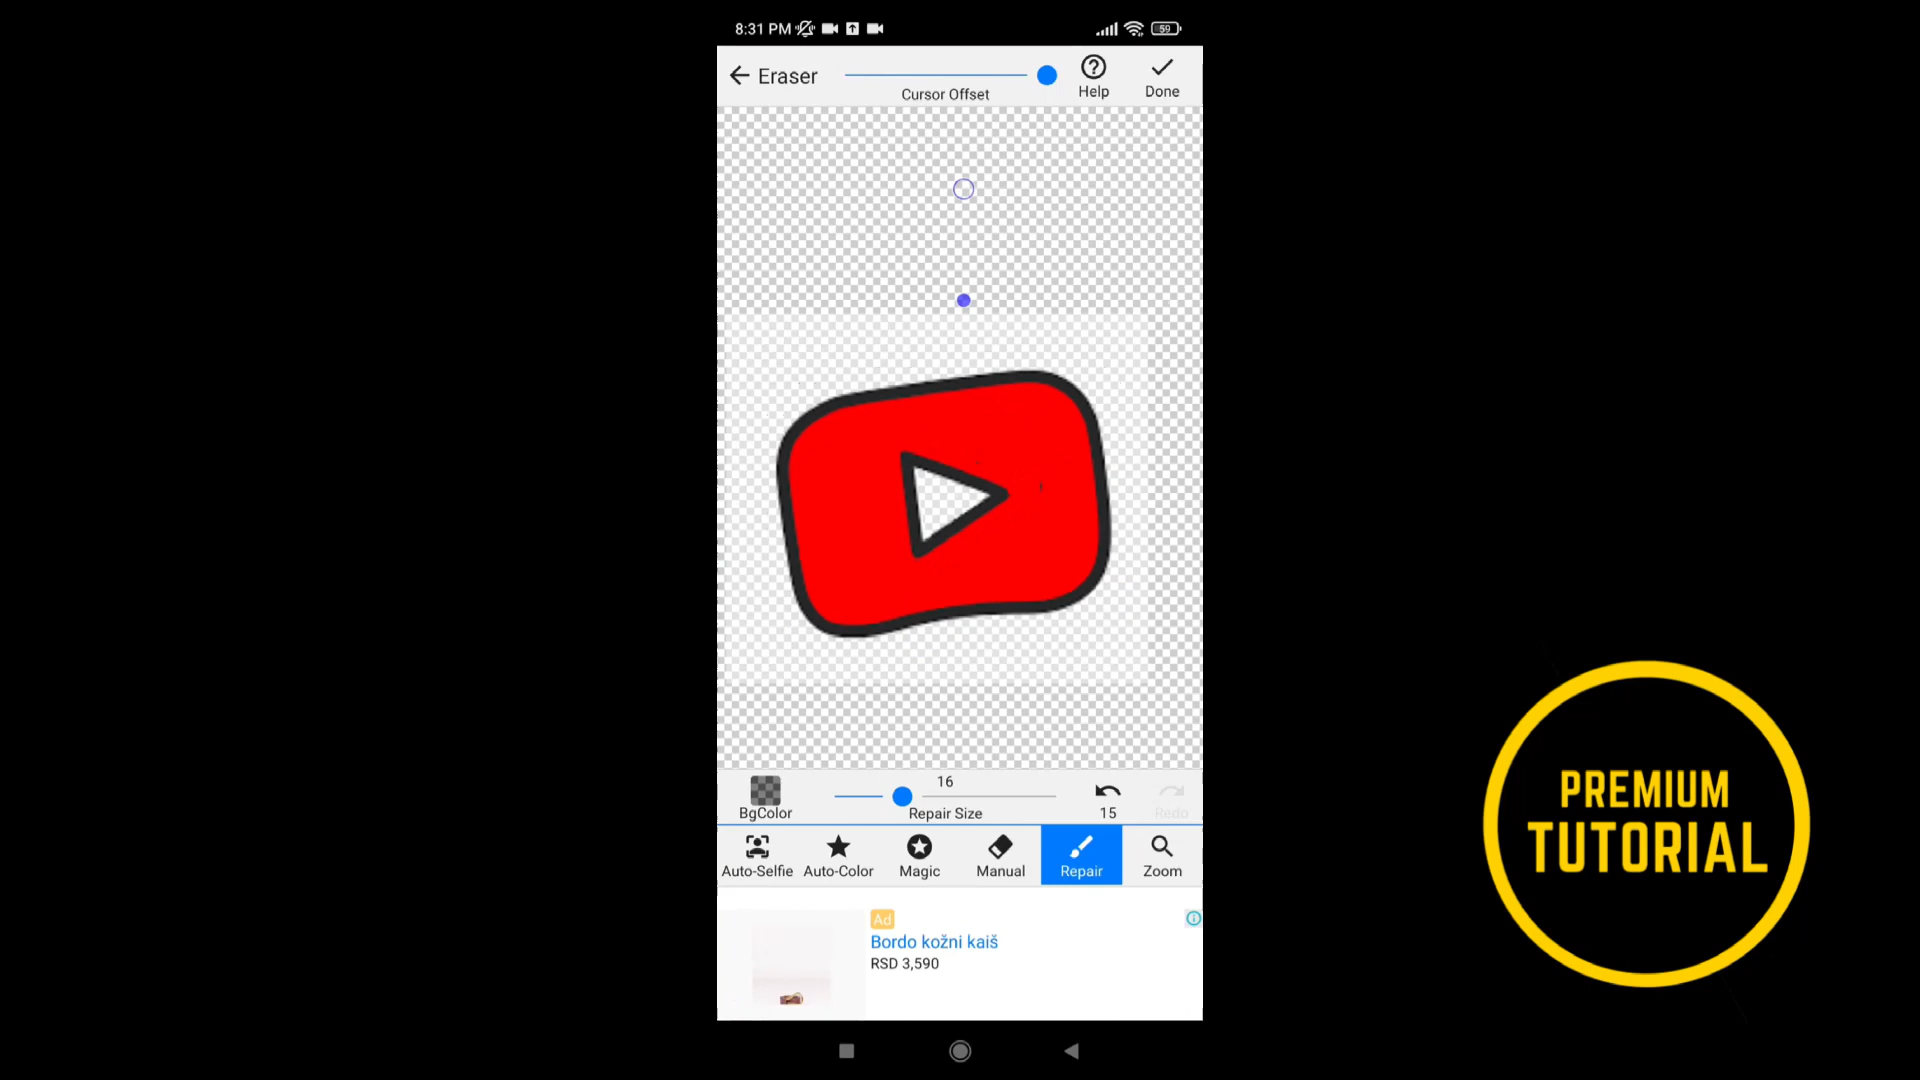 8:31 PM
59
Eraser
Cursor Offset
Help
Done
16
BgColor
Repair Size
15
Redo
Auto-Selfie
Auto-Color
Magic
Manual
Repair
Zoom
Ad
Bordo kožni kaiš
RSD 3,590
PREMIUM
TUTORIAL